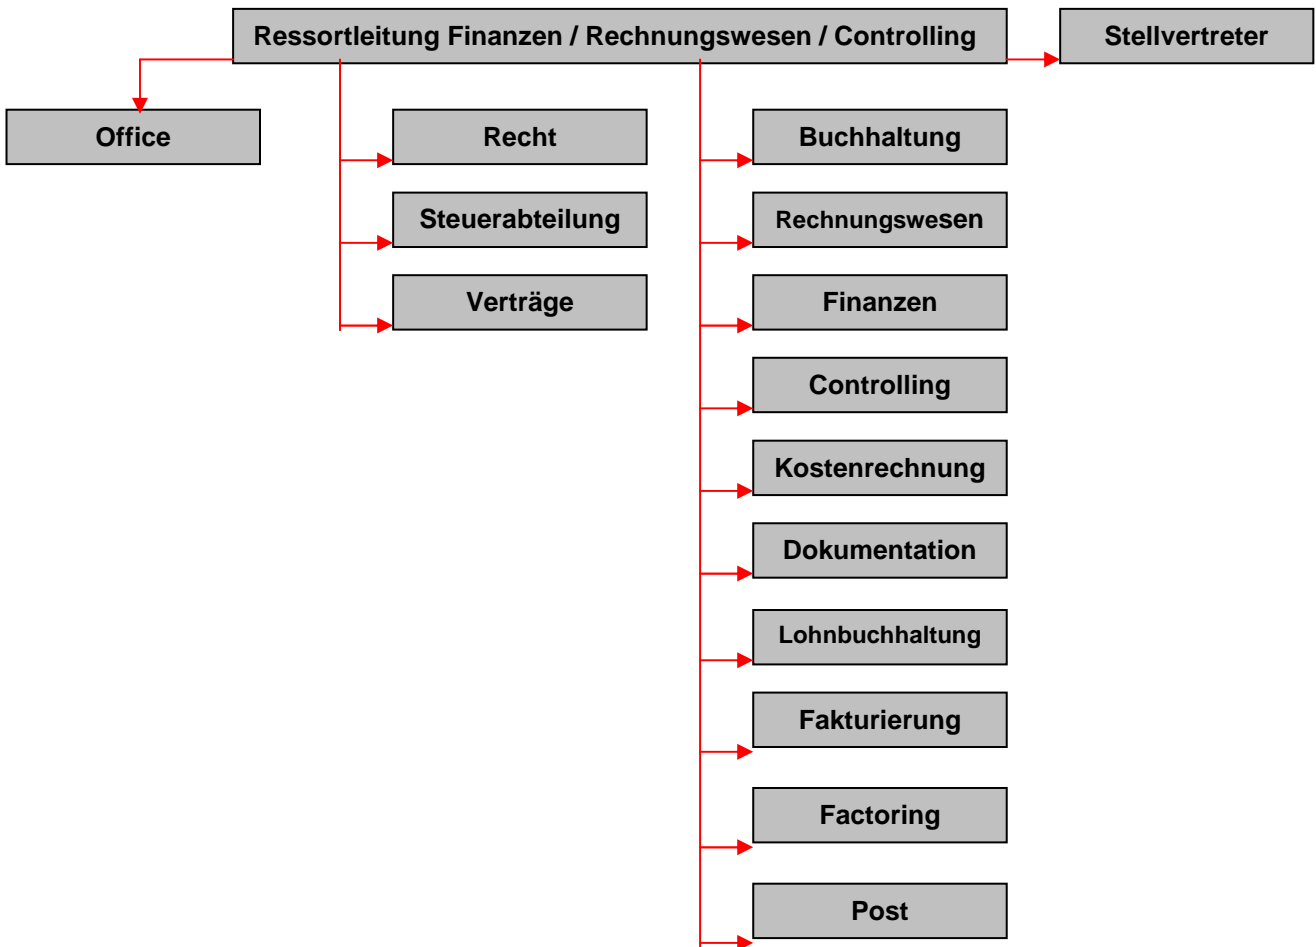 Ressortleitung Finanzen / Rechnungswesen / Controlling
Stellvertreter
Office
Recht
Steuerabteilung
Verträge
Buchhaltung
Rechnungswesen
Finanzen
Controlling
Kostenrechnung
Dokumentation
Lohnbuchhaltung
Fakturierung
Factoring
Post